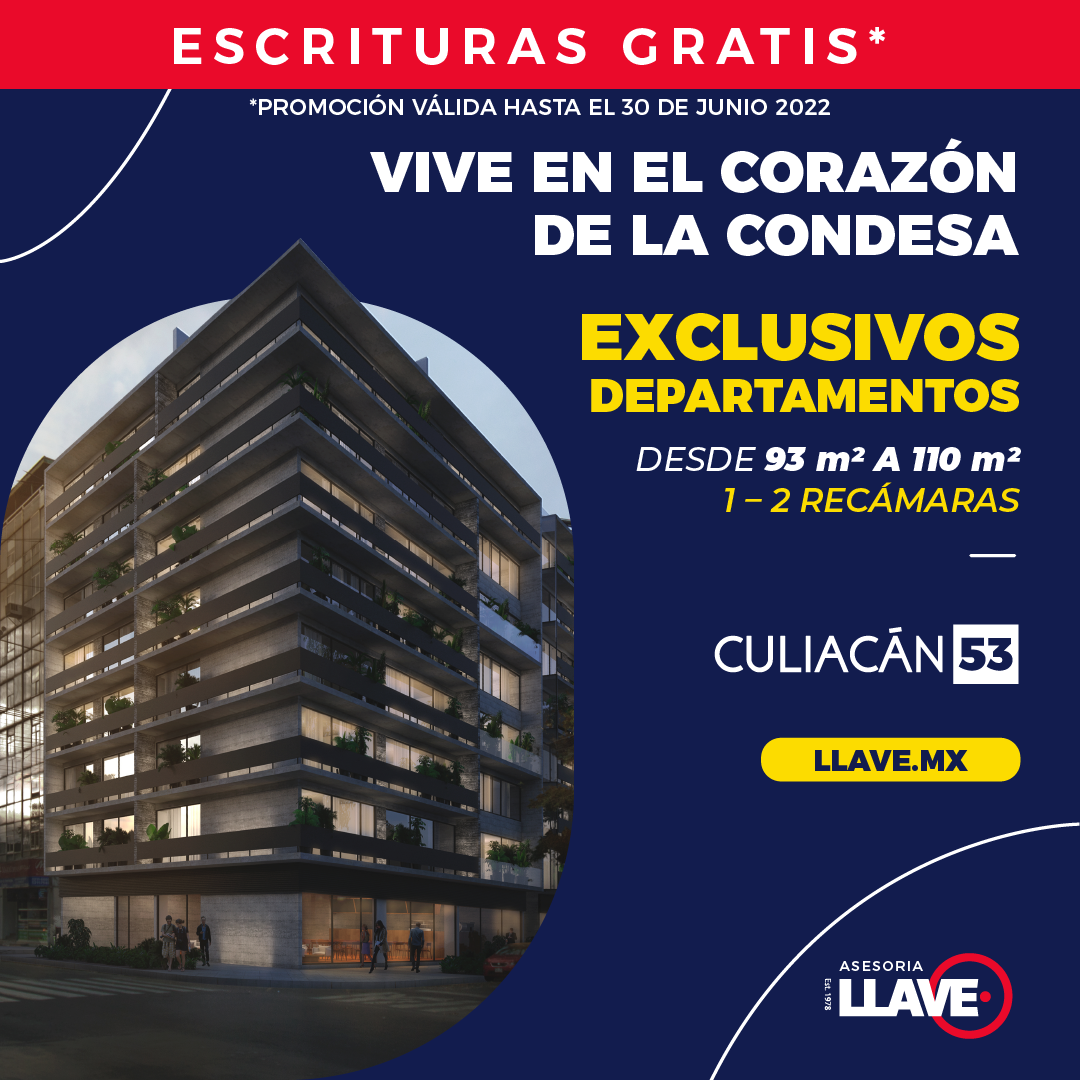 ESCRITURAS GRATIS*
*PROMOCIÓN VÁLIDA HASTA EL 30 DE JUNIO 2022
VIVE EN EL CORAZÓN
DE LA CONDESA
EXCLUSIVOS
DEPARTAMENTOS
DESDE 93 m² A 110 m²
1 – 2 RECÁMARAS
CULIACÁN 53
LLAVE.MX
ASESORIA
Est. 1978
LLAVE